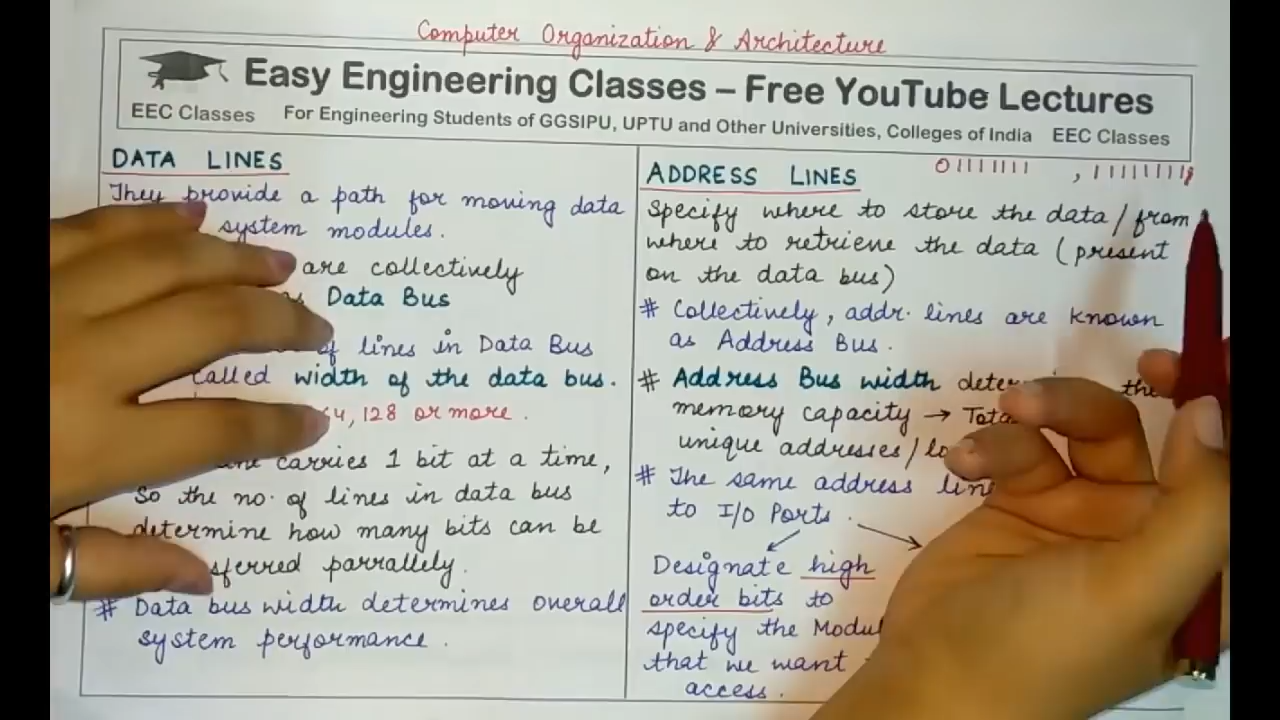 Computer Organization & Architecture
Easy Engineering Classes – Free YouTube Lectures
EEC Classes For Engineering Students of GGSIPU, UPTU and Other Universities, Colleges of India EEC Classes
DATA LINES
They provide a path for moving data
system modules.
are collectively
Data Bus
of lines in Data Bus
called width of the data bus.
64, 128 or more.
carries 1 bit at a time,
So the no. of lines in data bus
determine how many bits can be
sferred parrallely.
# Data bus width determines overall
system performance.
ADDRESS LINES 01111111 , 11111111
Specify where to store the data / from
where to retrieve the data (present
on the data bus)
# Collectively, addr. lines are known
as Address Bus.
# Address Bus width the
memory capacity →
unique addresses /
# The same address
to I/O Ports.
Designate high
order bits to
specify the
that we want
access.